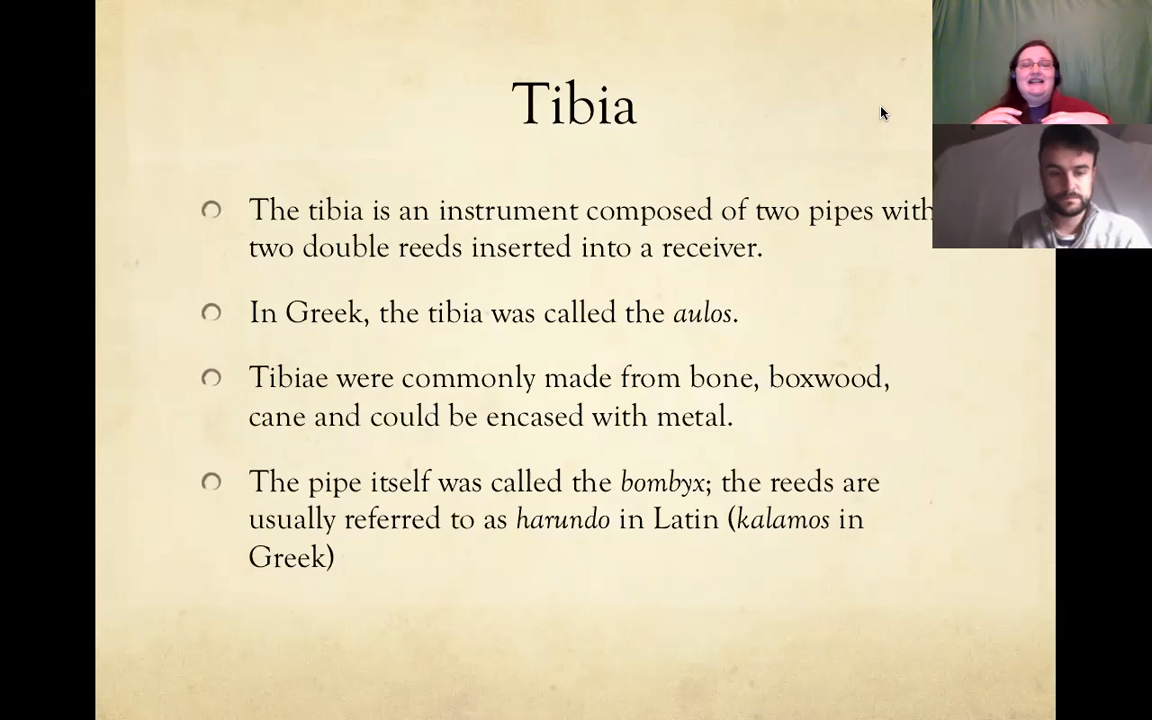 Tibia
The tibia is an instrument composed of two pipes with
two double reeds inserted into a receiver.
In Greek, the tibia was called the aulos.
Tibiae were commonly made from bone, boxwood,
cane and could be encased with metal.
The pipe itself was called the bombyx; the reeds are
usually referred to as harundo in Latin (kalamos in
Greek)